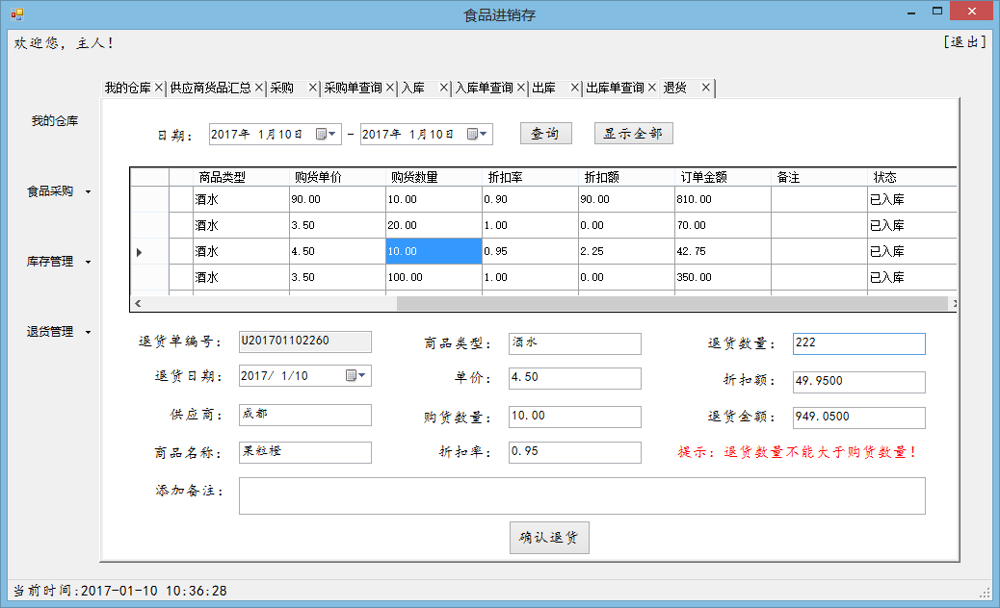 食品进销存
欢迎您, 主人! [退出]
我的仓库 供应商货品汇总 采购 采购单查询 入库 入库单查询 出库 出库单查询 退货
我的仓库
食品采购
库存管理
退货管理
日期: 2017年 1月10日 - 2017年 1月10日 查询 显示全部
商品类型 购货单价 购货数量 折扣率 折扣额 订单金额 备注 状态
酒水 90.00 10.00 0.90 90.00 810.00 已入库
酒水 3.50 20.00 1.00 0.00 70.00 已入库
酒水 4.50 10.00 0.95 2.25 42.75 已入库
酒水 3.50 100.00 1.00 0.00 350.00 已入库
退货单编号: U201701102260 商品类型: 酒水 退货数量: 222
退货日期: 2017/ 1/10 单价: 4.50 折扣额: 49.9500
供应商: 成都 购货数量: 10.00 退货金额: 949.0500
商品名称: 果粒橙 折扣率: 0.95 提示: 退货数量不能大于购货数量!
添加备注:
确认退货
当前时间:2017-01-10 10:36:28